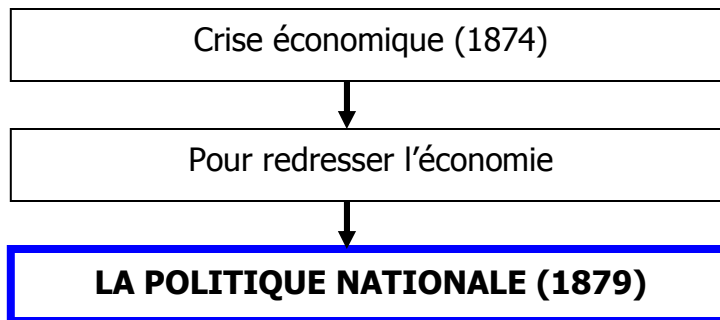 Crise économique (1874)
Pour redresser l’économie
LA POLITIQUE NATIONALE (1879)